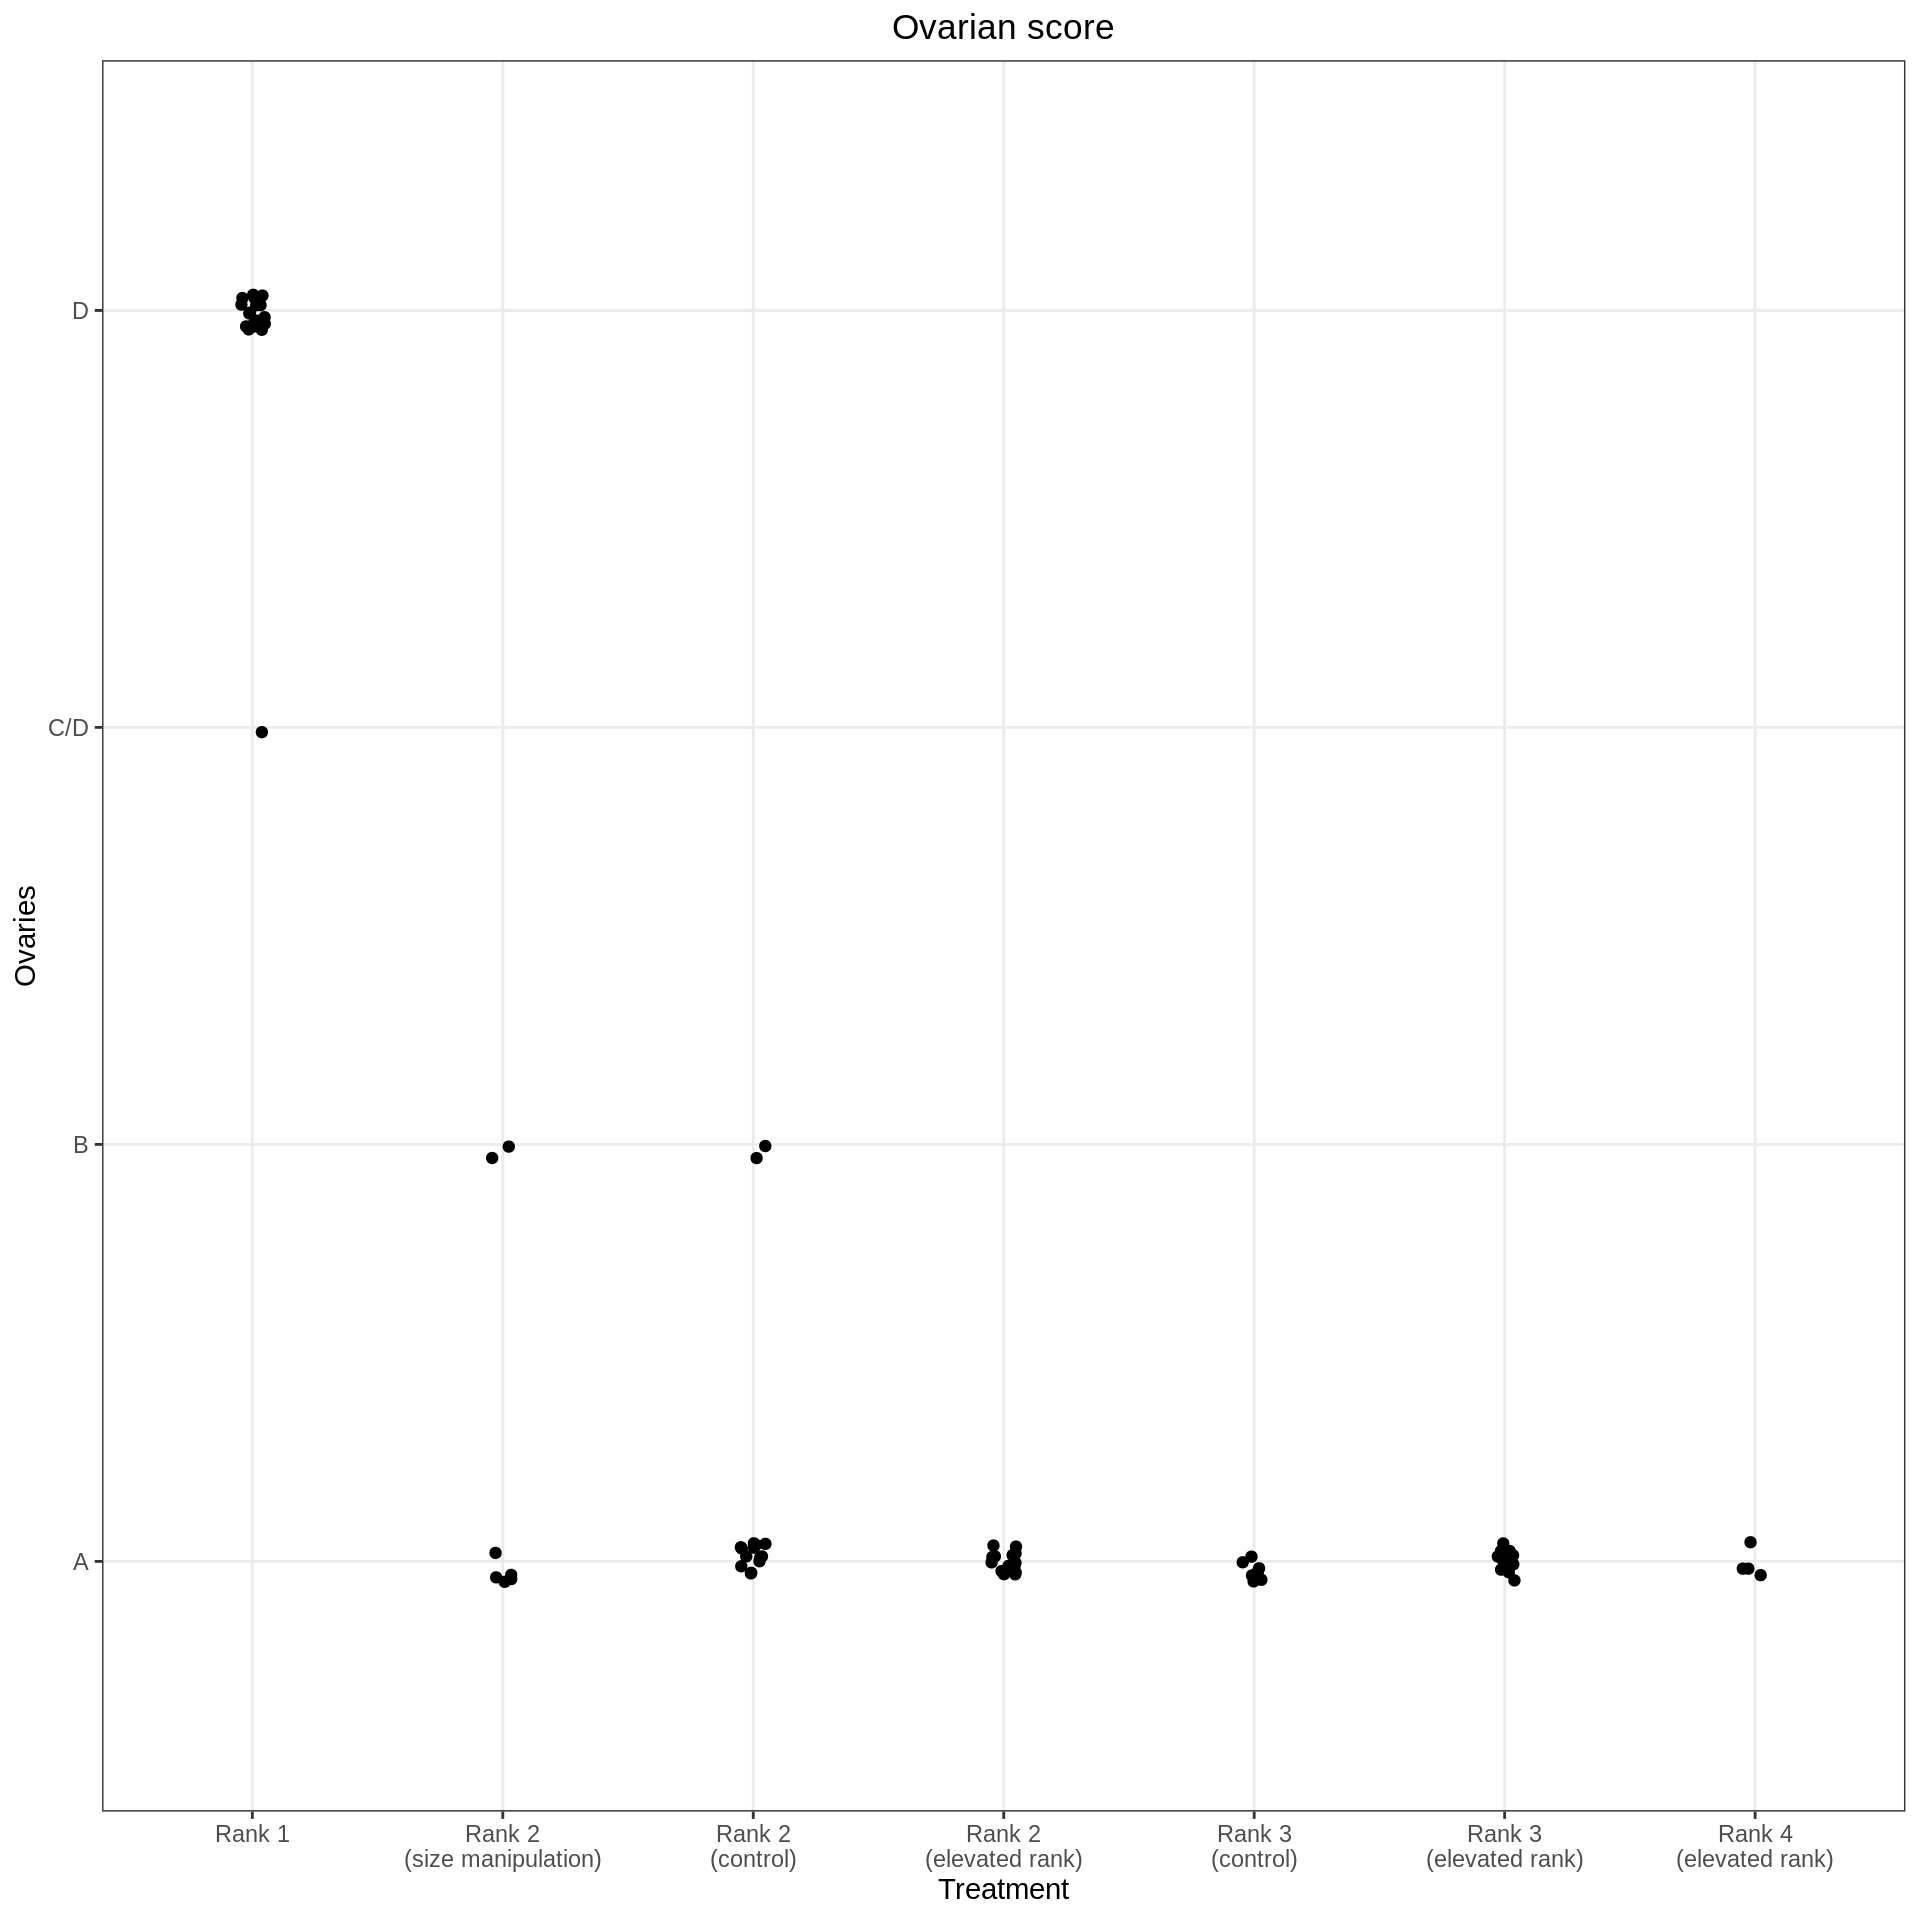 Ovarian score
D
C/D
B
A
Ovaries
Rank 1
Rank 2
(size manipulation)
Rank 2
(control)
Rank 2
(elevated rank)
Rank 3
(control)
Rank 3
(elevated rank)
Rank 4
(elevated rank)
Treatment